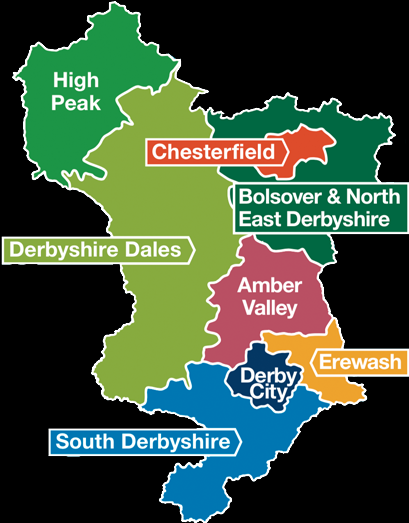 High
Peak
Chesterfield
Bolsover & North
East Derbyshire
Derbyshire Dales
Amber
Valley
Erewash
Derby
City
South Derbyshire